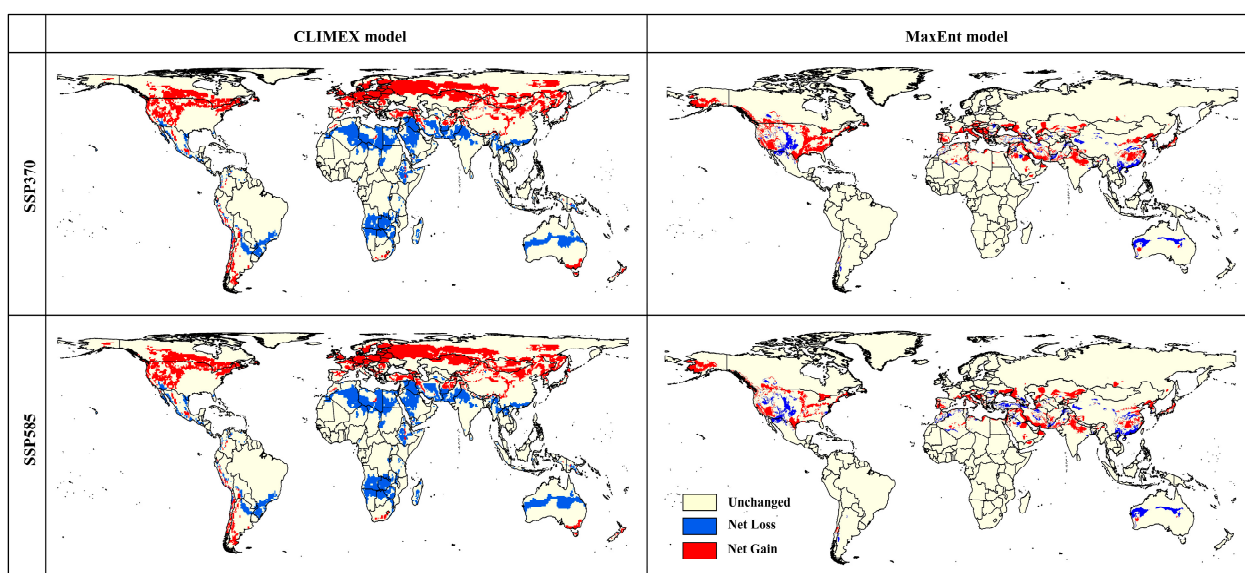 CLIMEX model
MaxEnt model
SSP370
SSP585
Unchanged
Net Loss
Net Gain